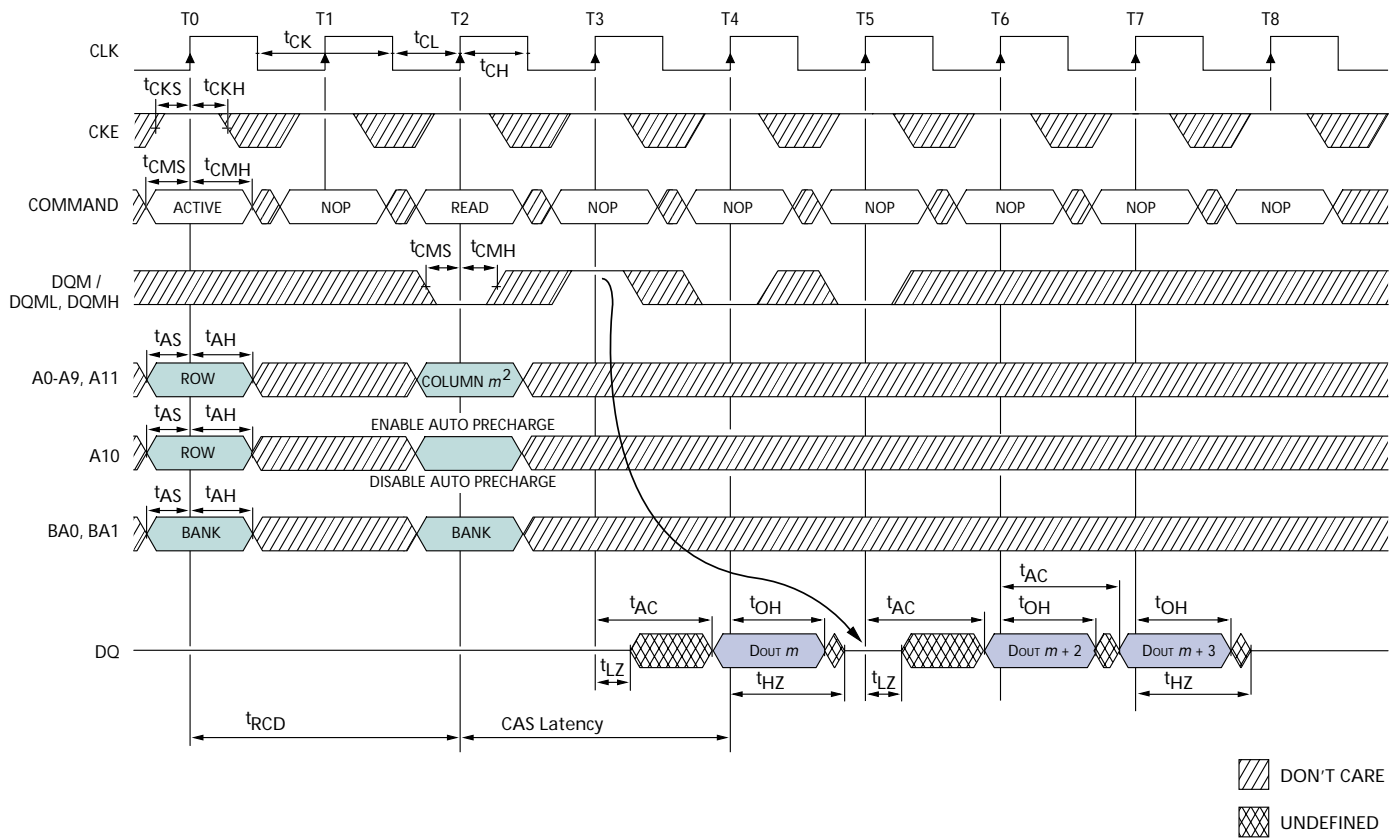 T0 T1 T2 T3 T4 T5 T6 T7 T8
CLK
tCK tCL
tCH
tCKS tCKH
CKE
tCMS tCMH
COMMAND ACTIVE NOP READ NOP NOP NOP NOP NOP NOP
tCMS tCMH
DQM /
DQML, DQMH
tAS tAH
A0-A9, A11 ROW COLUMN m2
tAS tAH
ENABLE AUTO PRECHARGE
A10 ROW
DISABLE AUTO PRECHARGE
tAS tAH
BA0, BA1 BANK BANK
tAC
tAC tOH tAC tOH tOH
DQ DOUT m DOUT m + 2 DOUT m + 3
tLZ tHZ tLZ tHZ
tRCD CAS Latency
DON'T CARE
UNDEFINED